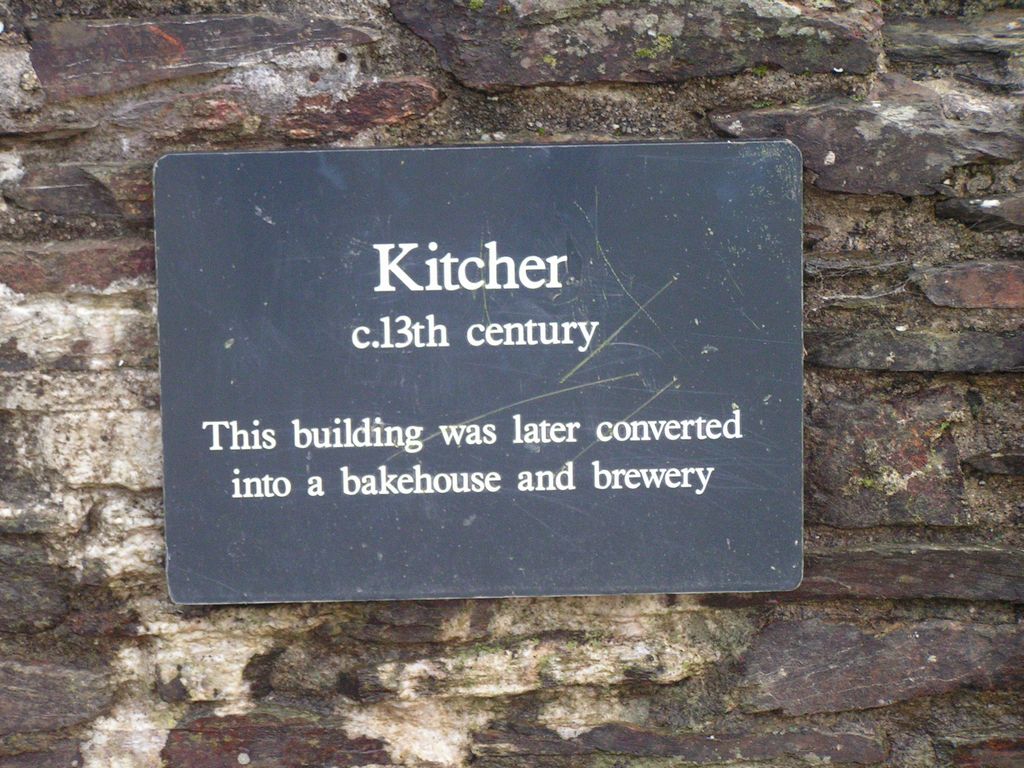 Kitcher
c.13th century
This building was later converted
into a bakehouse and brewery